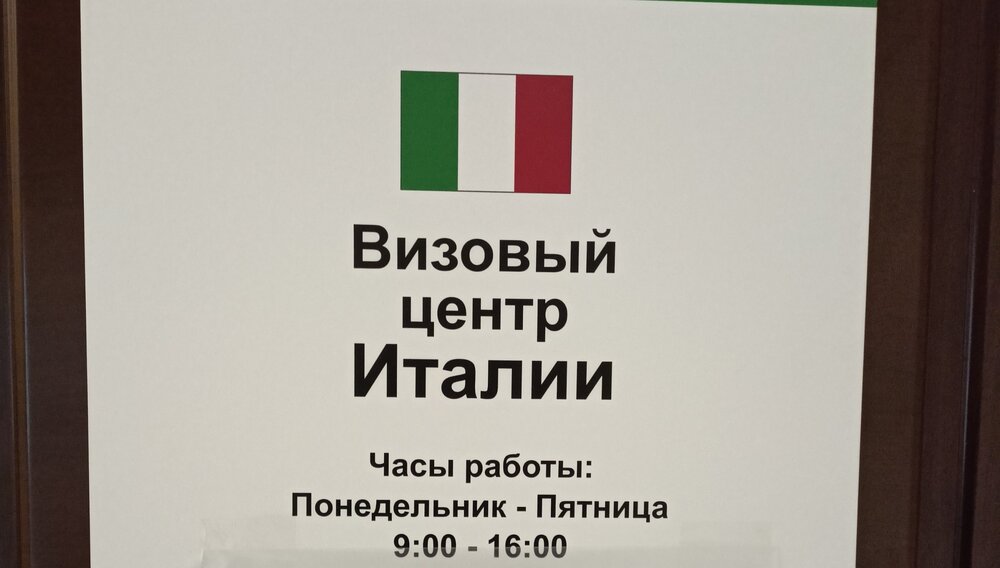 Визовый
центр
Италии
Часы работы:
Понедельник - Пятница
9:00 - 16:00